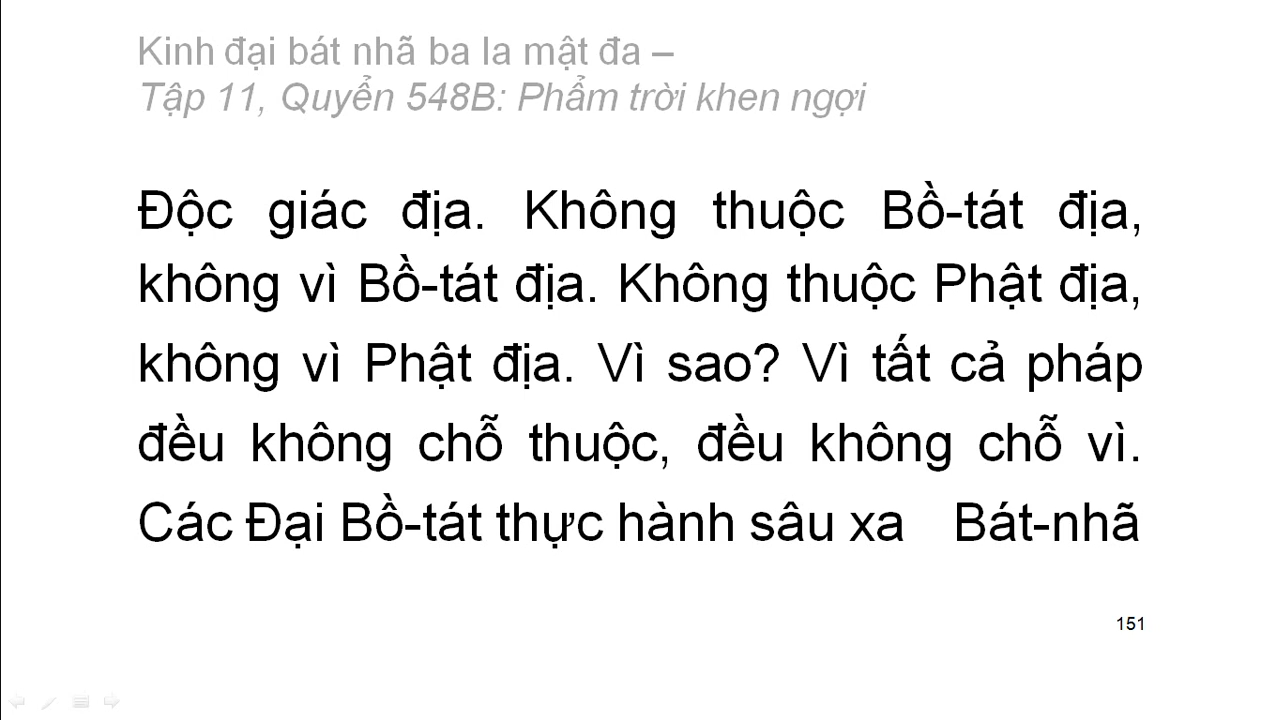 Kinh đại bát nhã ba la mật đa –
Tập 11, Quyển 548B: Phẩm trời khen ngợi
Độc giác địa. Không thuộc Bồ-tát địa,
không vì Bồ-tát địa. Không thuộc Phật địa,
không vì Phật địa. Vì sao? Vì tất cả pháp
đều không chỗ thuộc, đều không chỗ vì.
Các Đại Bồ-tát thực hành sâu xa Bát-nhã
151